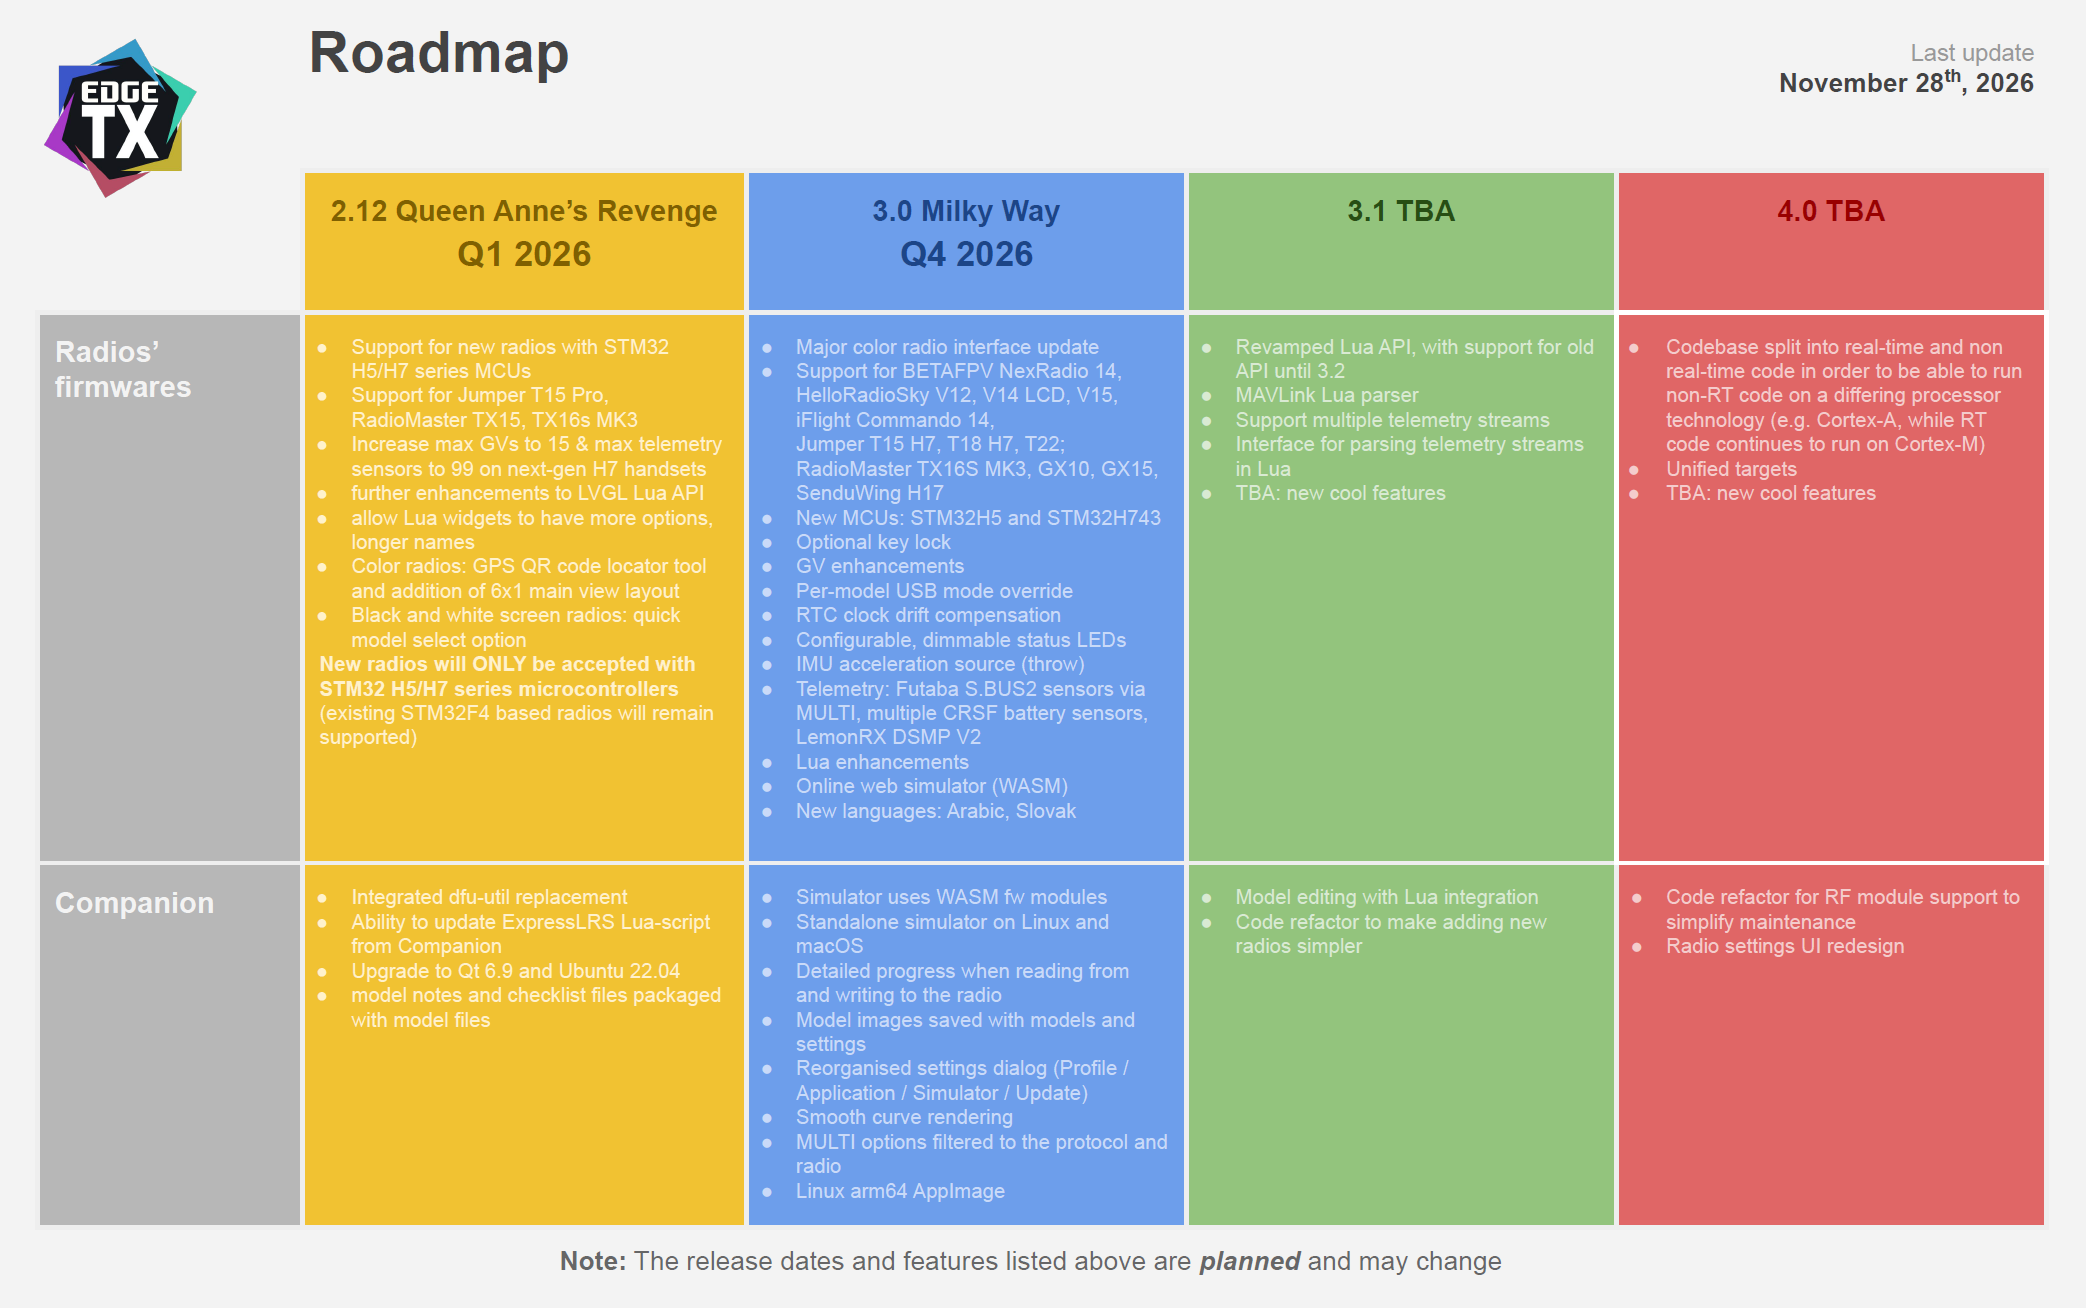 EDGE
TX
Roadmap
Last update
November 28th, 2026
2.12 Queen Anne's Revenge
Q1 2026
3.0 Milky Way
Q4 2026
3.1 TBA
4.0 TBA
Radios'
firmwares
● Support for new radios with STM32
H5/H7 series MCUs
● Support for Jumper T15 Pro,
RadioMaster TX15, TX16s MK3
● Increase max GVs to 15 & max telemetry
sensors to 99 on next-gen H7 handsets
● further enhancements to LVGL Lua API
● allow Lua widgets to have more options,
longer names
● Color radios: GPS QR code locator tool
and addition of 6x1 main view layout
● Black and white screen radios: quick
model select option
New radios will ONLY be accepted with
STM32 H5/H7 series microcontrollers
(existing STM32F4 based radios will remain
supported)
● Major color radio interface update
● Support for BETAFPV NexRadio 14,
HelloRadioSky V12, V14 LCD, V15,
iFlight Commando 14,
Jumper T15 H7, T18 H7, T22;
RadioMaster TX16S MK3, GX10, GX15,
SenduWing H17
● New MCUs: STM32H5 and STM32H743
● Optional key lock
● GV enhancements
● Per-model USB mode override
● RTC clock drift compensation
● Configurable, dimmable status LEDs
● IMU acceleration source (throw)
● Telemetry: Futaba S.BUS2 sensors via
MULTI, multiple CRSF battery sensors,
LemonRX DSMP V2
● Lua enhancements
● Online web simulator (WASM)
● New languages: Arabic, Slovak
● Revamped Lua API, with support for old
API until 3.2
● MAVLink Lua parser
● Support multiple telemetry streams
● Interface for parsing telemetry streams
in Lua
● TBA: new cool features
● Codebase split into real-time and non
real-time code in order to be able to run
non-RT code on a differing processor
technology (e.g. Cortex-A, while RT
code continues to run on Cortex-M)
● Unified targets
● TBA: new cool features
Companion
● Integrated dfu-util replacement
● Ability to update ExpressLRS Lua-script
from Companion
● Upgrade to Qt 6.9 and Ubuntu 22.04
● model notes and checklist files packaged
with model files
● Simulator uses WASM fw modules
● Standalone simulator on Linux and
macOS
● Detailed progress when reading from
and writing to the radio
● Model images saved with models and
settings
● Reorganised settings dialog (Profile /
Application / Simulator / Update)
● Smooth curve rendering
● MULTI options filtered to the protocol and
radio
● Linux arm64 AppImage
● Model editing with Lua integration
● Code refactor to make adding new
radios simpler
● Code refactor for RF module support to
simplify maintenance
● Radio settings UI redesign
Note: The release dates and features listed above are planned and may change